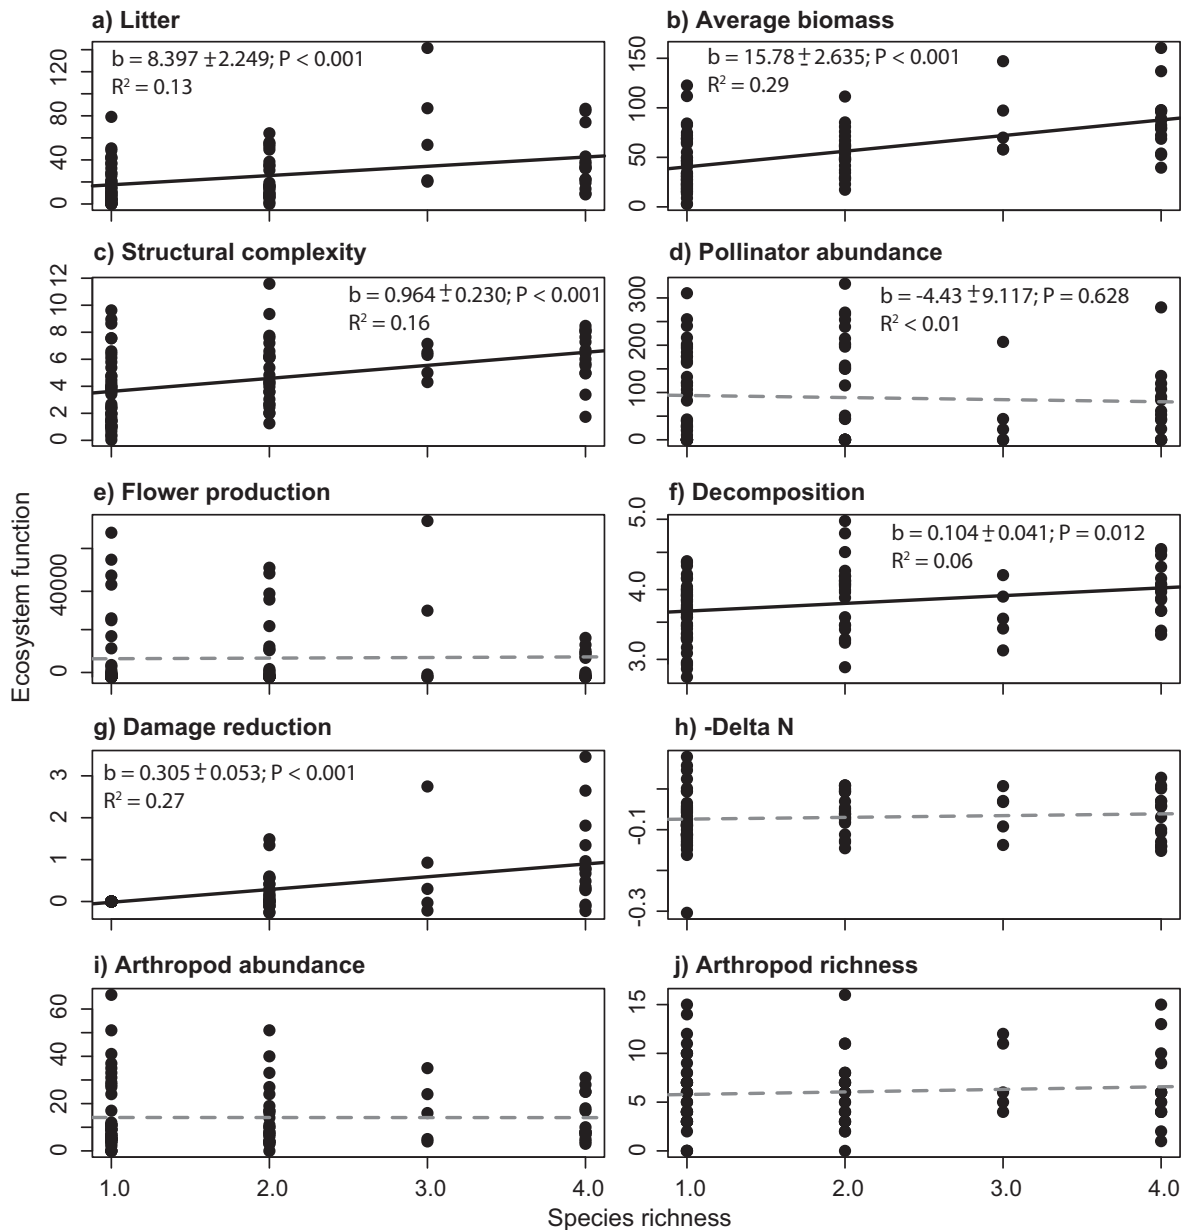 a) Litter
b = 8.397 ±2.249; P < 0.001
R² = 0.13
0 40 80 120
b) Average biomass
b = 15.78 ± 2.635; P < 0.001
R² = 0.29
0 50 100 150
c) Structural complexity
b = 0.964 ± 0.230; P < 0.001
R² = 0.16
0 2 4 6 8 10 12
d) Pollinator abundance
b = -4.43 ± 9.117; P = 0.628
R² < 0.01
0 100 200 300
e) Flower production
0 40000
f) Decomposition
b = 0.104 ± 0.041; P = 0.012
R² = 0.06
3.0 4.0 5.0
g) Damage reduction
b = 0.305 ± 0.053; P < 0.001
R² = 0.27
0 1 2 3
h) -Delta N
-0.3 -0.1
i) Arthropod abundance
0 20 40 60
1.0 2.0 3.0 4.0
j) Arthropod richness
0 5 10 15
1.0 2.0 3.0 4.0
Ecosystem function
Species richness